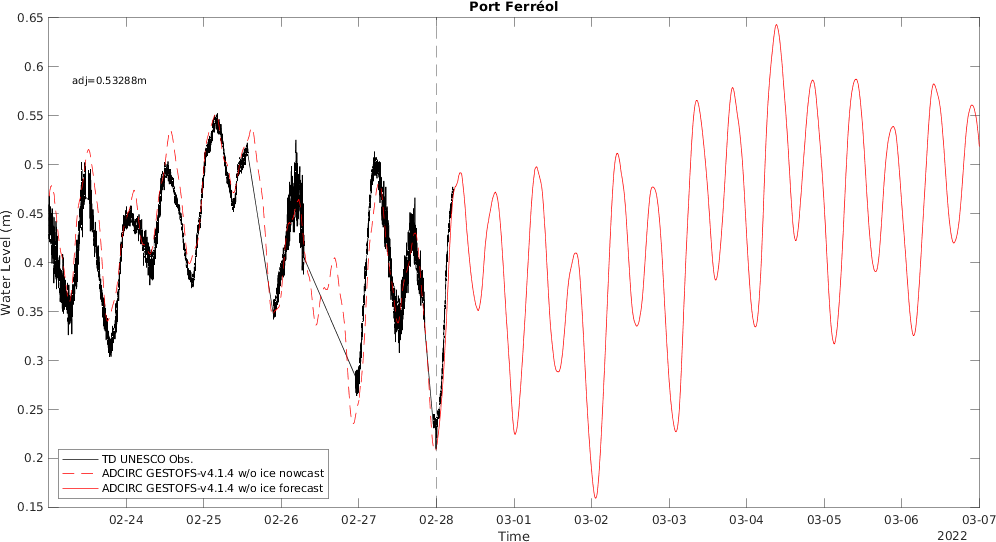 Port Ferréol
0.65
0.6
0.55
0.5
0.45
0.4
0.35
0.3
0.25
0.2
0.15
Water Level (m)
adj=0.53288m
TD UNESCO Obs.
ADCIRC GESTOFS-v4.1.4 w/o ice nowcast
ADCIRC GESTOFS-v4.1.4 w/o ice forecast
02-24 02-25 02-26 02-27 02-28 03-01 03-02 03-03 03-04 03-05 03-06 03-07
Time
2022